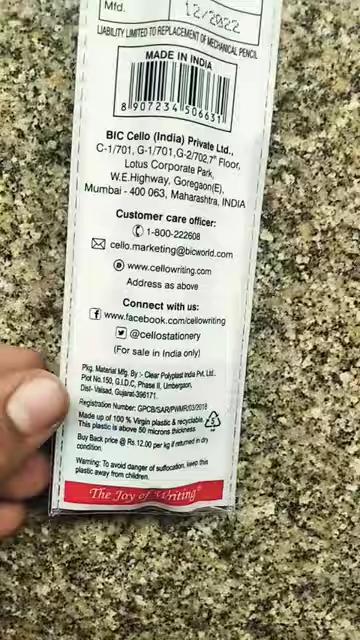 Mfd.
12/2022
LIABILITY LIMITED TO REPLACEMENT OF MECHANICAL PENCIL
MADE IN INDIA
8 907234 506631
BIC Cello (India) Private Ltd.,
C-1/701, G-1/701,G-2/702,7th Floor,
Lotus Corporate Park,
W.E.Highway, Goregaon(E),
Mumbai - 400 063, Maharashtra, INDIA
Customer care officer:
1-800-222608
cello.marketing@bicworld.com
www.cellowriting.com
Address as above
Connect with us:
www.facebook.com/cellowriting
@cellostationery
(For sale in India only)
Pkg. Material Mfg. By :- Clear Polyplast India Pvt. Ltd.,
Plot No.150, G.I.D.C, Phase II, Umbergaon,
Dist- Valsad, Gujarat-396171.
Registration Number: GPCB/SAR/PWMR/03/2018
Made up of 100 % Virgin plastic & recyclable
This plastic is above 50 microns thickness.
5
Buy Back price @ Rs.12.00 per kg if returned in dry
condition.
Warning: To avoid danger of suffocation, keep this
plastic away from children.
The Joy of Writing®